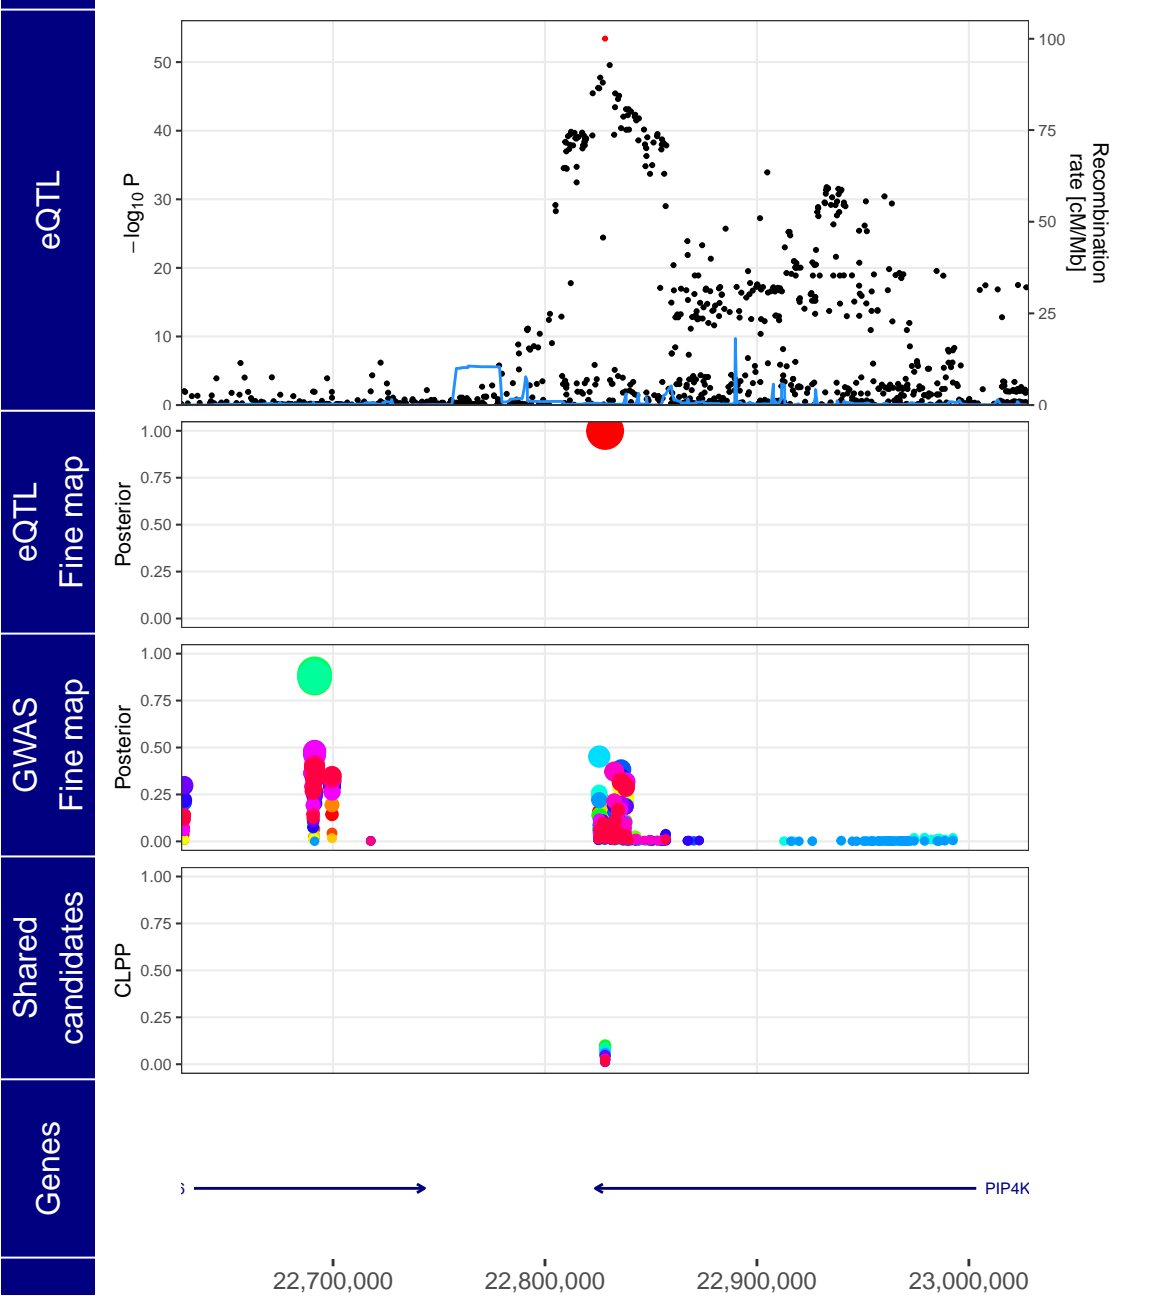 eQTL
−log10 P
50
40
30
20
10
0
100
75
50
25
0
Recombination
rate [cM/Mb]
eQTL
Fine map
Posterior
1.00
0.75
0.50
0.25
0.00
GWAS
Fine map
Posterior
1.00
0.75
0.50
0.25
0.00
Shared
candidates
CLPP
1.00
0.75
0.50
0.25
0.00
Genes
PIP4K
22,700,000
22,800,000
22,900,000
23,000,000